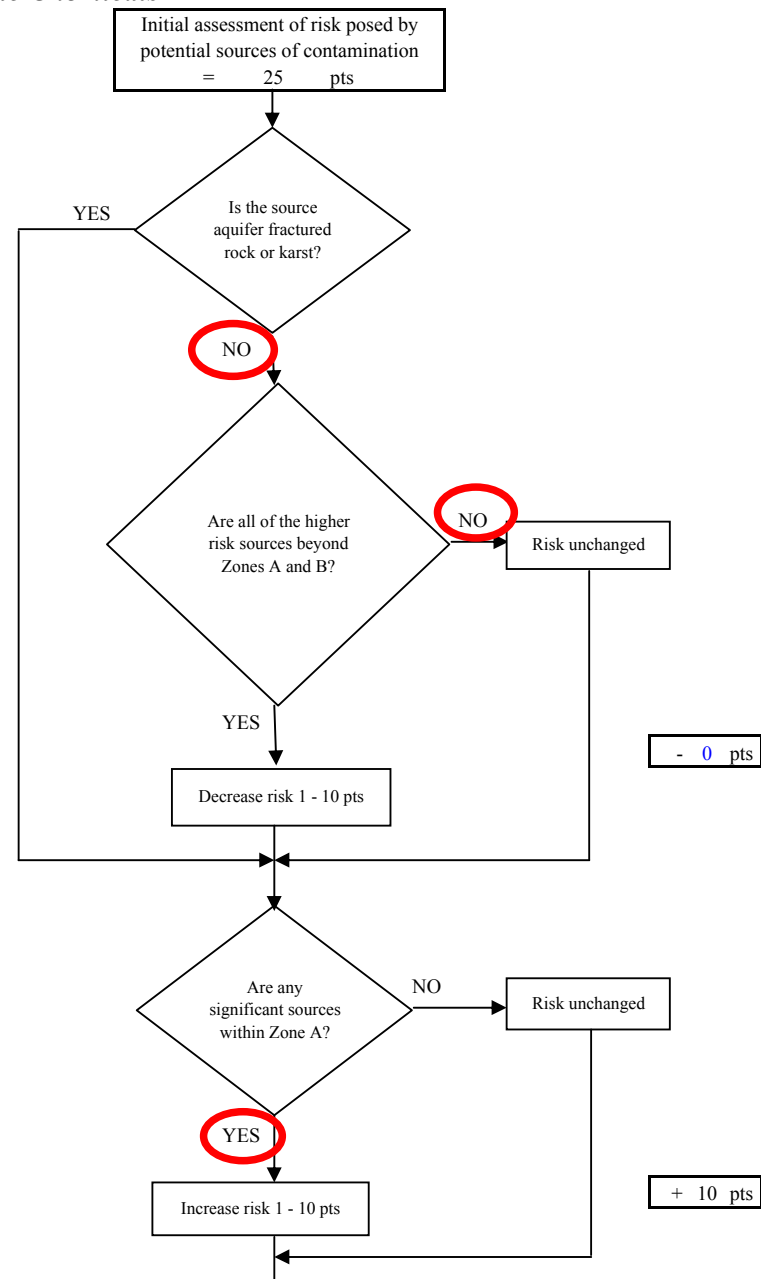 Initial assessment of risk posed by
potential sources of contamination
= 25 pts
YES
Is the source
aquifer fractured
rock or karst?
NO
Are all of the higher
risk sources beyond
Zones A and B?
NO
Risk unchanged
YES
- 0 pts
Decrease risk 1 - 10 pts
Are any
significant sources
within Zone A?
NO
Risk unchanged
YES
+ 10 pts
Increase risk 1 - 10 pts